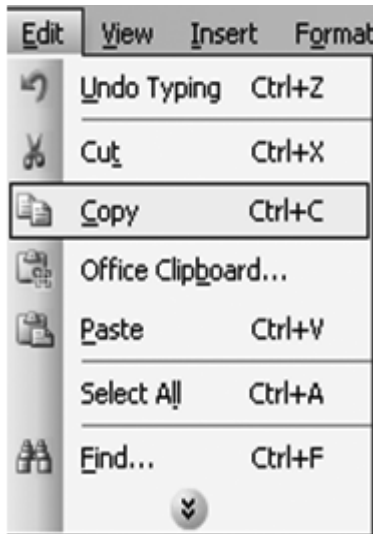 Edit View Insert Format
Undo Typing Ctrl+Z
Cut Ctrl+X
Copy Ctrl+C
Office Clipboard...
Paste Ctrl+V
Select All Ctrl+A
Find... Ctrl+F